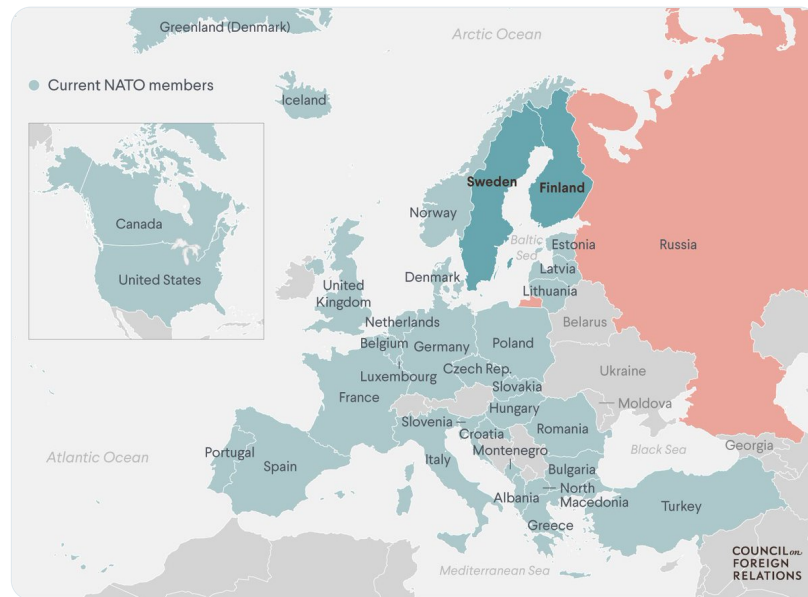 Greenland (Denmark)
Arctic Ocean
Current NATO members
Iceland
Canada
United States
Sweden
Finland
Norway
Russia
Baltic
Sea
Estonia
Latvia
Lithuania
Denmark
United
Kingdom
Netherlands
Belarus
Belgium
Germany
Poland
Luxembourg
Czech Rep.
Ukraine
Slovakia
France
Hungary
Moldova
Slovenia
Croatia
Romania
Montenegro
Black Sea
Georgia
Atlantic Ocean
Portugal
Spain
Italy
Bulgaria
North
Macedonia
Albania
Turkey
Greece
Mediterranean Sea
COUNCIL on
FOREIGN
RELATIONS